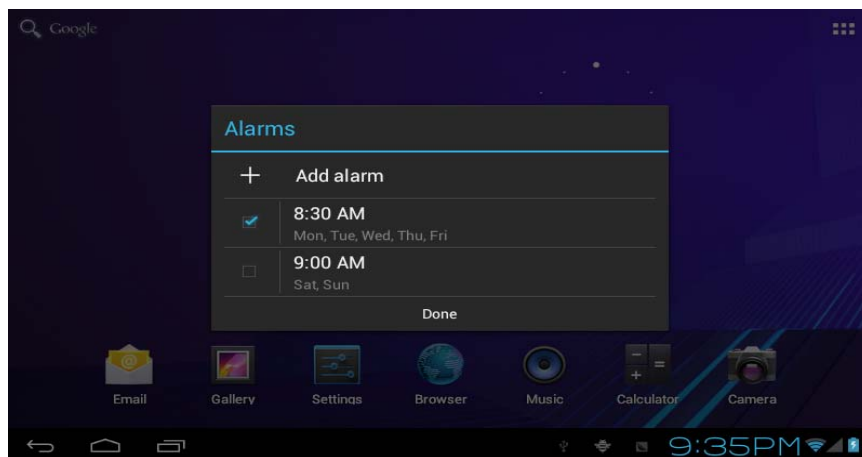 Google
Alarms
+ Add alarm
8:30 AM
Mon, Tue, Wed, Thu, Fri
9:00 AM
Sat, Sun
Done
Email Gallery Settings Browser Music Calculator Camera
9:35PM